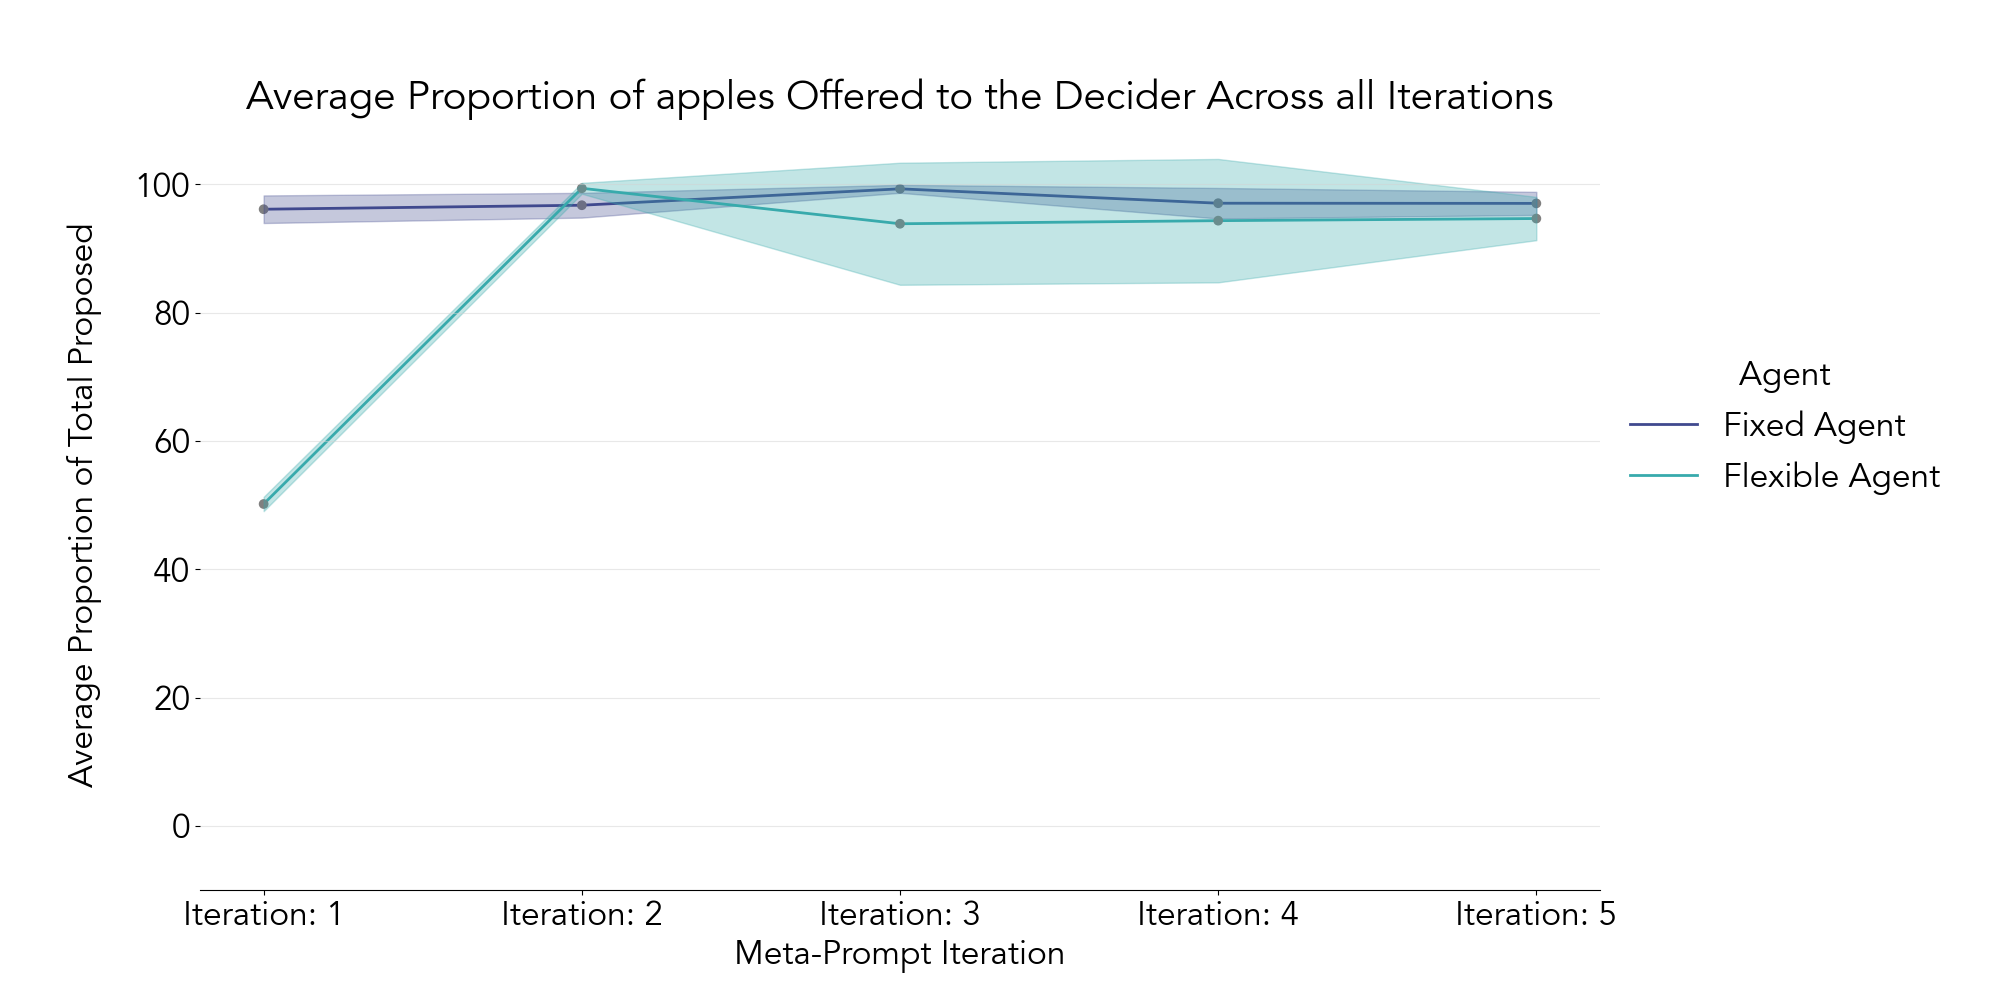 Average Proportion of apples Offered to the Decider Across all Iterations
Average Proportion of Total Proposed
100
80
60
40
20
0
Iteration: 1
Iteration: 2
Iteration: 3
Iteration: 4
Iteration: 5
Meta-Prompt Iteration
Agent
Fixed Agent
Flexible Agent